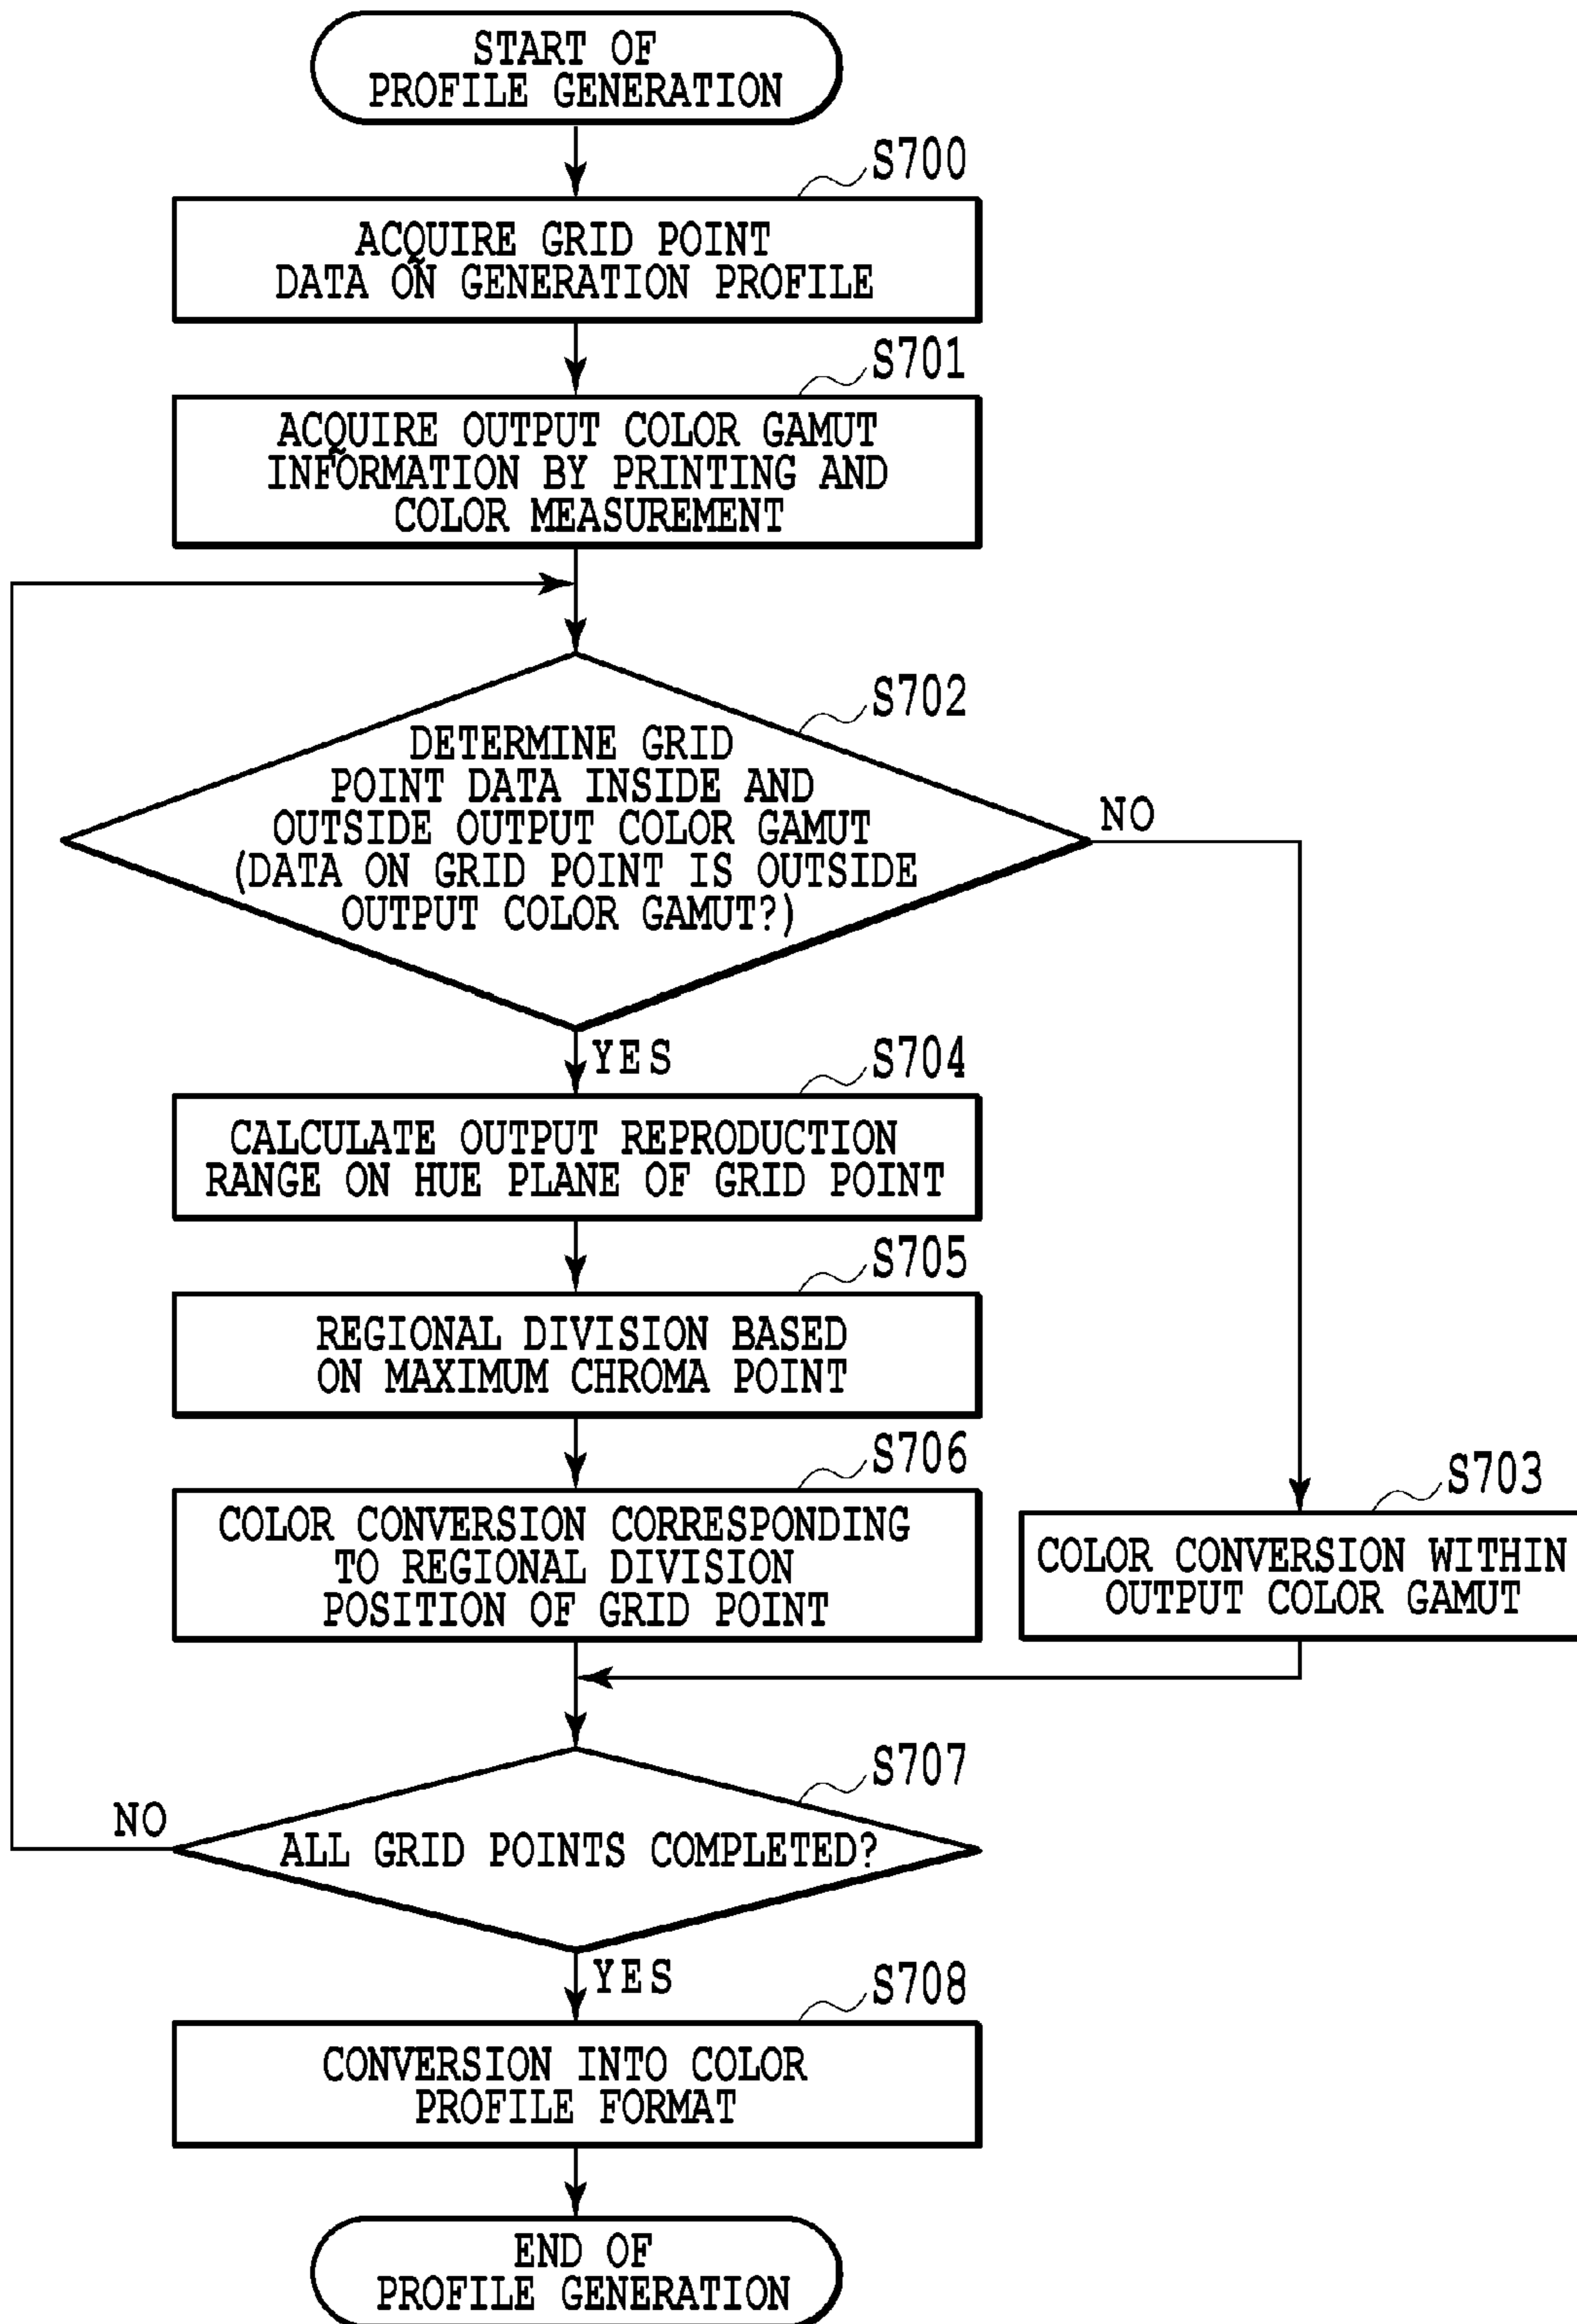 START OF
PROFILE GENERATION
S700
ACQUIRE GRID POINT
DATA ON GENERATION PROFILE
S701
ACQUIRE OUTPUT COLOR GAMUT
INFORMATION BY PRINTING AND
COLOR MEASUREMENT
S702
DETERMINE GRID
POINT DATA INSIDE AND
OUTSIDE OUTPUT COLOR GAMUT
(DATA ON GRID POINT IS OUTSIDE
OUTPUT COLOR GAMUT?)
NO
YES
S704
CALCULATE OUTPUT REPRODUCTION
RANGE ON HUE PLANE OF GRID POINT
S705
REGIONAL DIVISION BASED
ON MAXIMUM CHROMA POINT
S706
COLOR CONVERSION CORRESPONDING
TO REGIONAL DIVISION
POSITION OF GRID POINT
S703
COLOR CONVERSION WITHIN
OUTPUT COLOR GAMUT
S707
NO
ALL GRID POINTS COMPLETED?
YES
S708
CONVERSION INTO COLOR
PROFILE FORMAT
END OF
PROFILE GENERATION